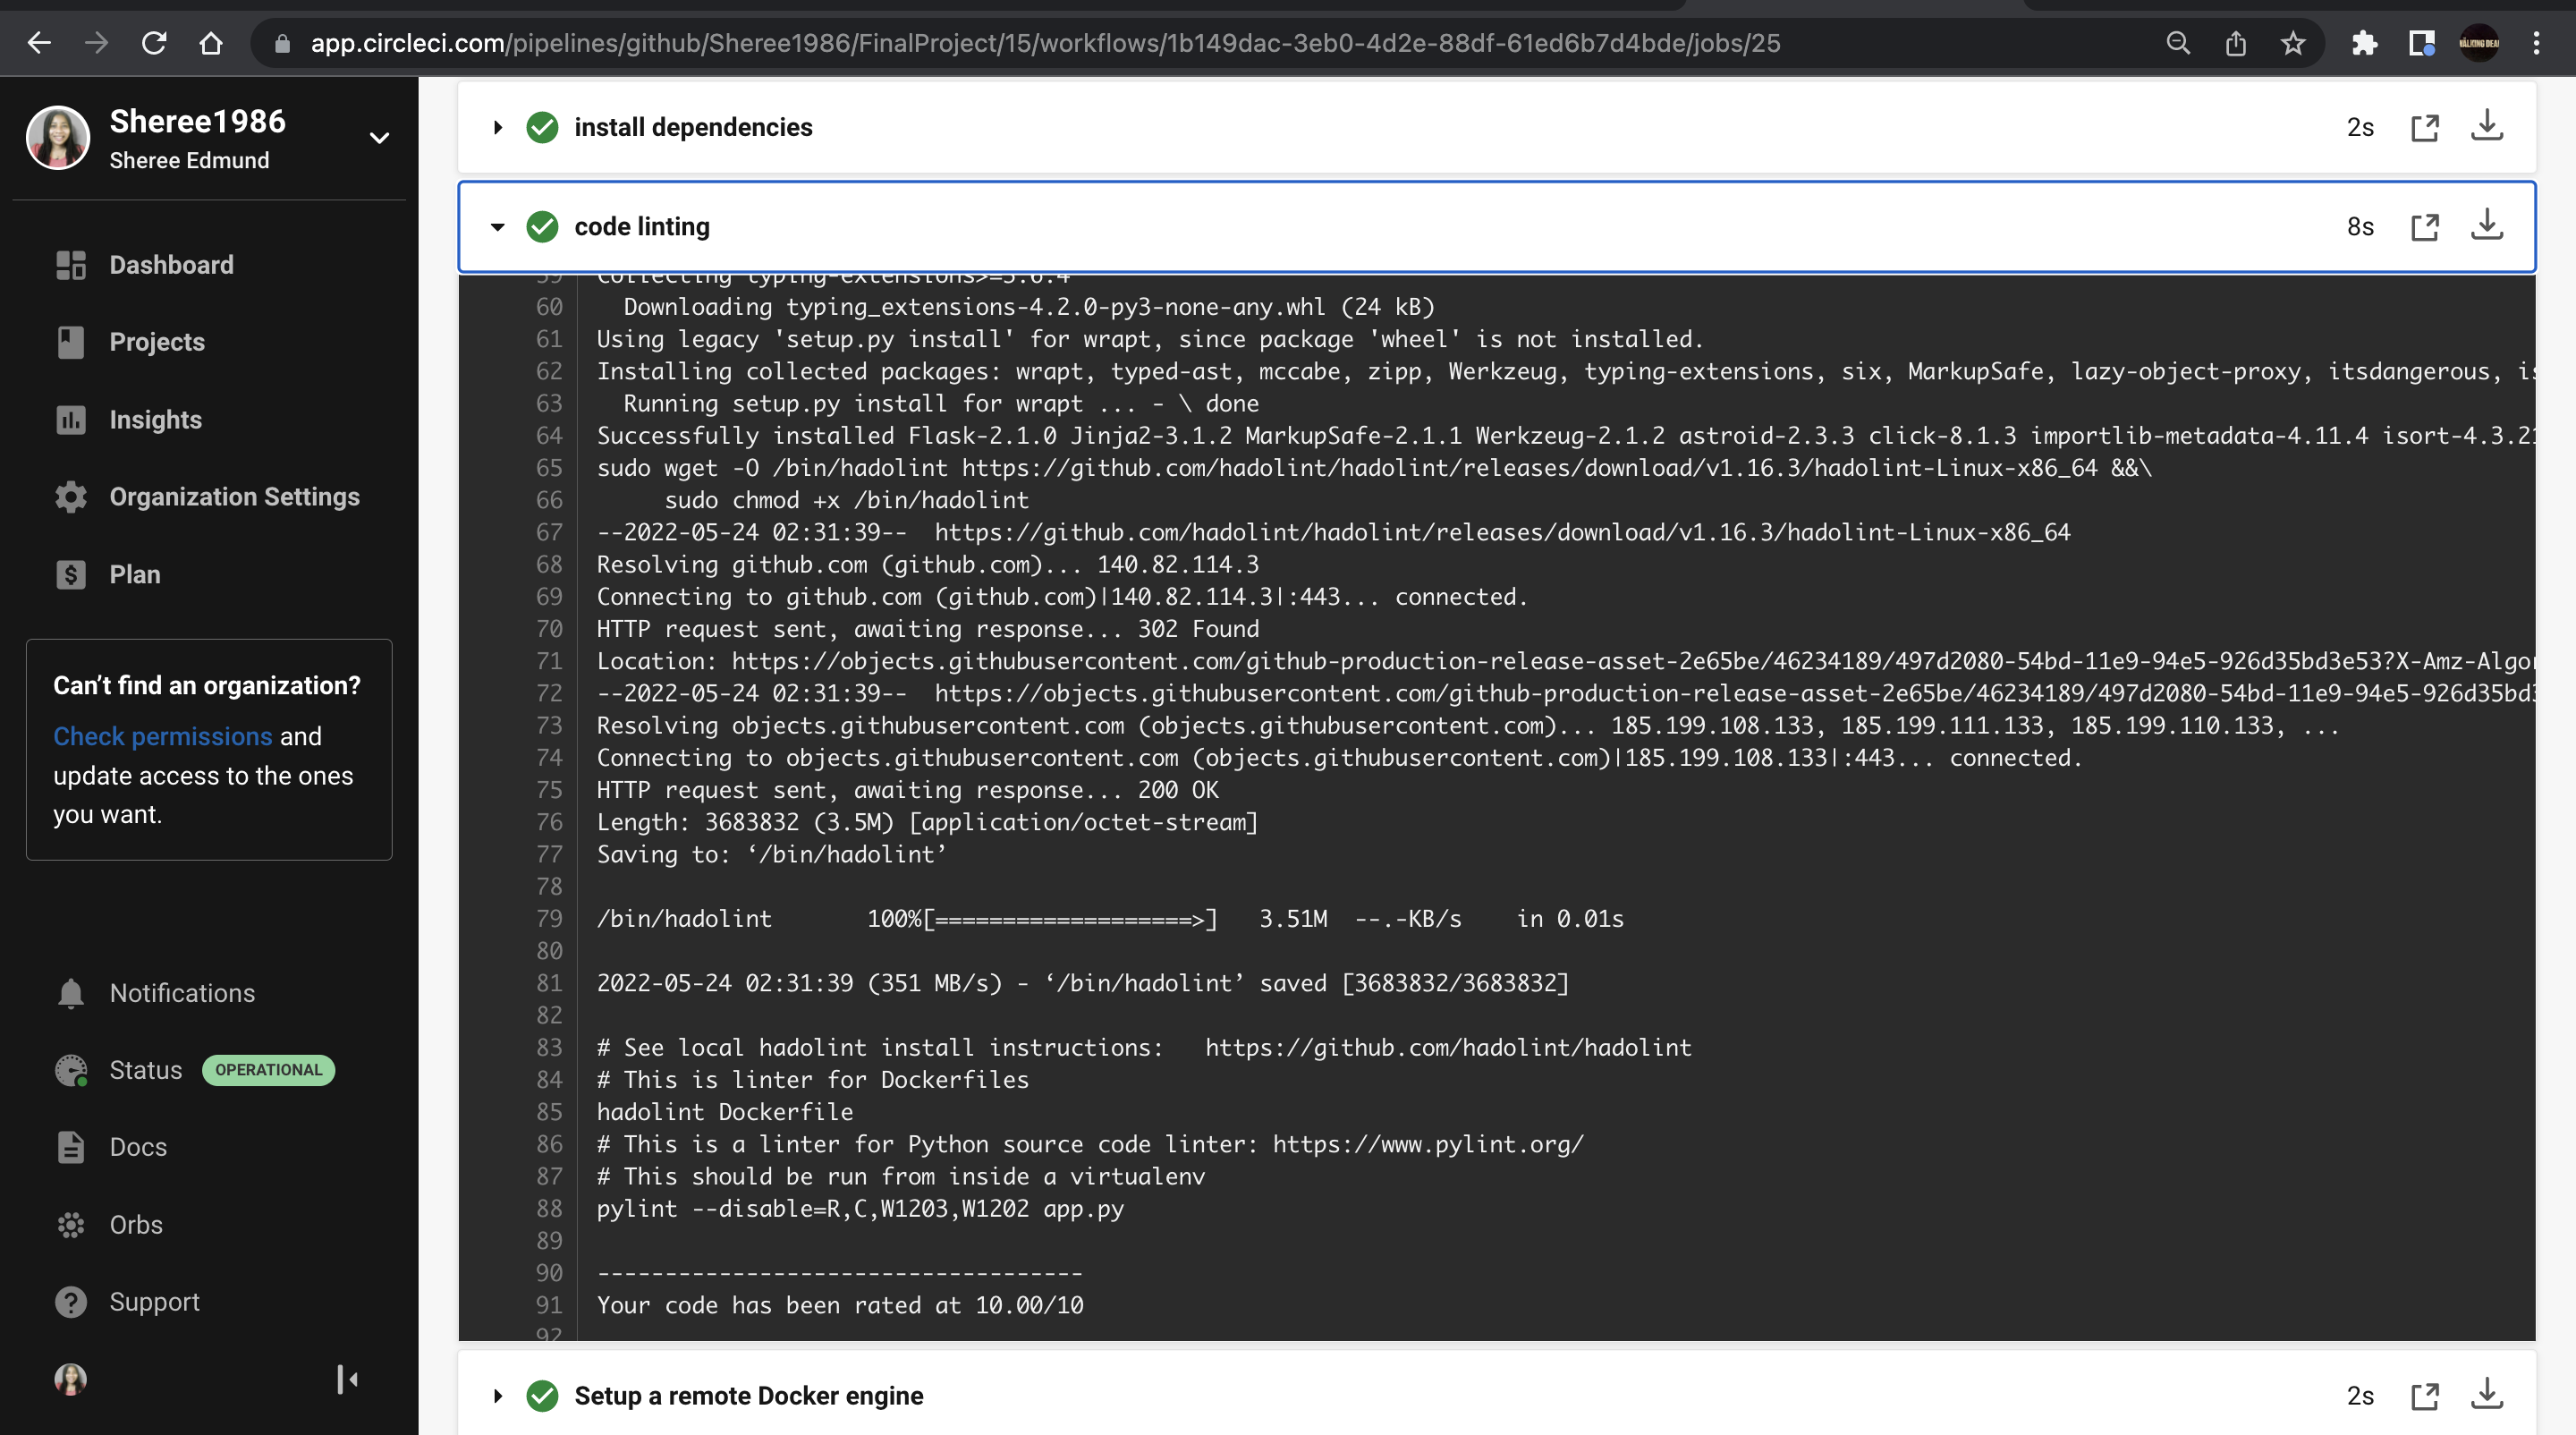 app.circleci.com/pipelines/github/Sheree1986/FinalProject/15/workflows/1b149dac-3eb0-4d2e-88df-61ed6b7d4bde/jobs/25
Sheree1986
Sheree Edmund
Dashboard
Projects
Insights
Organization Settings
Plan
Can’t find an organization?
Check permissions and
update access to the ones
you want.
Notifications
Status OPERATIONAL
Docs
Orbs
Support
install dependencies 2s
code linting 8s
59 Collecting typing-extensions>=3.6.4
60 Downloading typing_extensions-4.2.0-py3-none-any.whl (24 kB)
61 Using legacy 'setup.py install' for wrapt, since package 'wheel' is not installed.
62 Installing collected packages: wrapt, typed-ast, mccabe, zipp, Werkzeug, typing-extensions, six, MarkupSafe, lazy-object-proxy, itsdangerous, is
63 Running setup.py install for wrapt ... - \ done
64 Successfully installed Flask-2.1.0 Jinja2-3.1.2 MarkupSafe-2.1.1 Werkzeug-2.1.2 astroid-2.3.3 click-8.1.3 importlib-metadata-4.11.4 isort-4.3.21
65 sudo wget -O /bin/hadolint https://github.com/hadolint/hadolint/releases/download/v1.16.3/hadolint-Linux-x86_64 &&\
66 sudo chmod +x /bin/hadolint
67 --2022-05-24 02:31:39-- https://github.com/hadolint/hadolint/releases/download/v1.16.3/hadolint-Linux-x86_64
68 Resolving github.com (github.com)... 140.82.114.3
69 Connecting to github.com (github.com)|140.82.114.3|:443... connected.
70 HTTP request sent, awaiting response... 302 Found
71 Location: https://objects.githubusercontent.com/github-production-release-asset-2e65be/46234189/497d2080-54bd-11e9-94e5-926d35bd3e53?X-Amz-Algor
72 --2022-05-24 02:31:39-- https://objects.githubusercontent.com/github-production-release-asset-2e65be/46234189/497d2080-54bd-11e9-94e5-926d35bd3
73 Resolving objects.githubusercontent.com (objects.githubusercontent.com)... 185.199.108.133, 185.199.111.133, 185.199.110.133, ...
74 Connecting to objects.githubusercontent.com (objects.githubusercontent.com)|185.199.108.133|:443... connected.
75 HTTP request sent, awaiting response... 200 OK
76 Length: 3683832 (3.5M) [application/octet-stream]
77 Saving to: ‘/bin/hadolint’
78
79 /bin/hadolint 100%[===================>] 3.51M --.-KB/s in 0.01s
80
81 2022-05-24 02:31:39 (351 MB/s) - ‘/bin/hadolint’ saved [3683832/3683832]
82
83 # See local hadolint install instructions: https://github.com/hadolint/hadolint
84 # This is linter for Dockerfiles
85 hadolint Dockerfile
86 # This is a linter for Python source code linter: https://www.pylint.org/
87 # This should be run from inside a virtualenv
88 pylint --disable=R,C,W1203,W1202 app.py
89
90 ------------------------------------
91 Your code has been rated at 10.00/10
92
Setup a remote Docker engine 2s